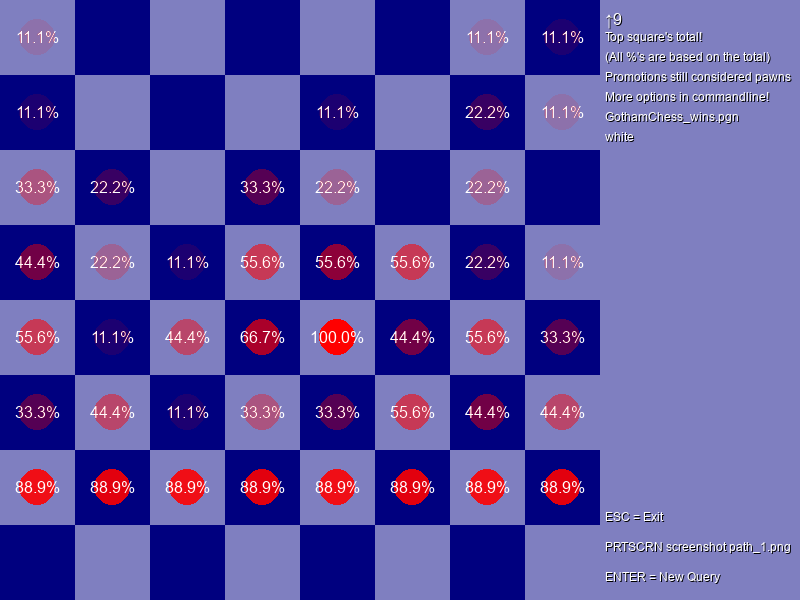 11.1% 11.1% 11.1% ↑9
Top square's total!
(All %'s are based on the total)
Promotions still considered pawns
More options in commandline!
11.1% 11.1% 22.2% 11.1% GothamChess_wins.pgn
white
33.3% 22.2% 33.3% 22.2% 22.2%
44.4% 22.2% 11.1% 55.6% 55.6% 55.6% 22.2% 11.1%
55.6% 11.1% 44.4% 66.7% 100.0% 44.4% 55.6% 33.3%
33.3% 44.4% 11.1% 33.3% 33.3% 55.6% 44.4% 44.4%
88.9% 88.9% 88.9% 88.9% 88.9% 88.9% 88.9% 88.9%
ESC = Exit
PRTSCRN screenshot path_1.png
ENTER = New Query